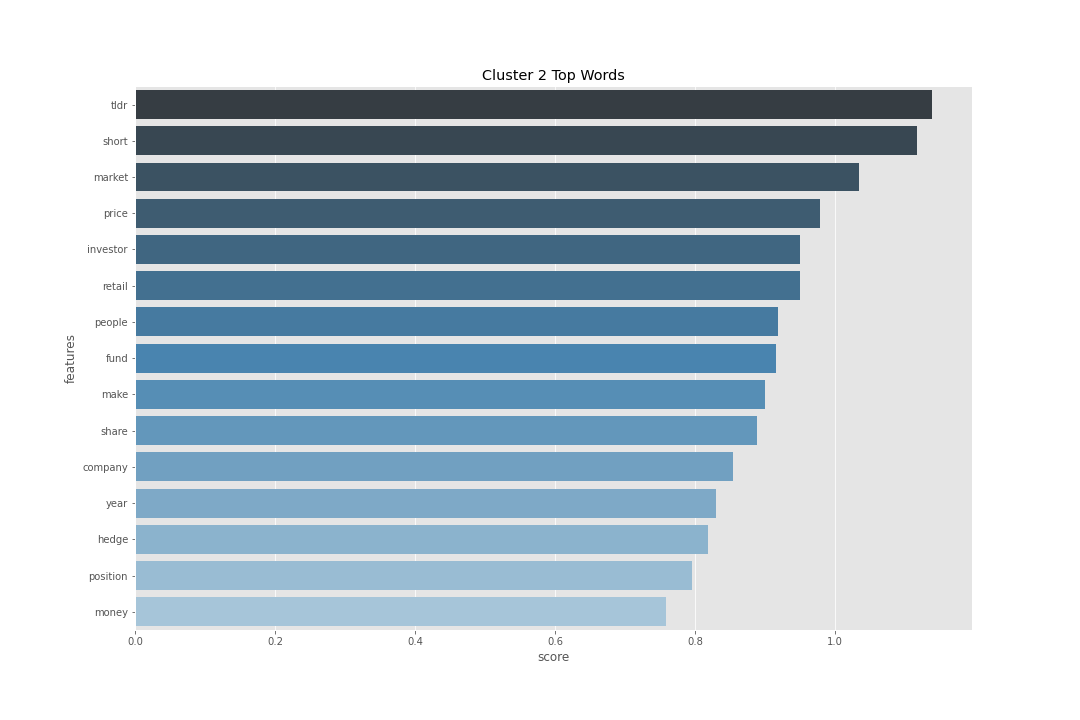 Cluster 2 Top Words
tldr
short
market
price
investor
retail
people
fund
make
share
company
year
hedge
position
money
features
0.0 0.2 0.4 0.6 0.8 1.0
score